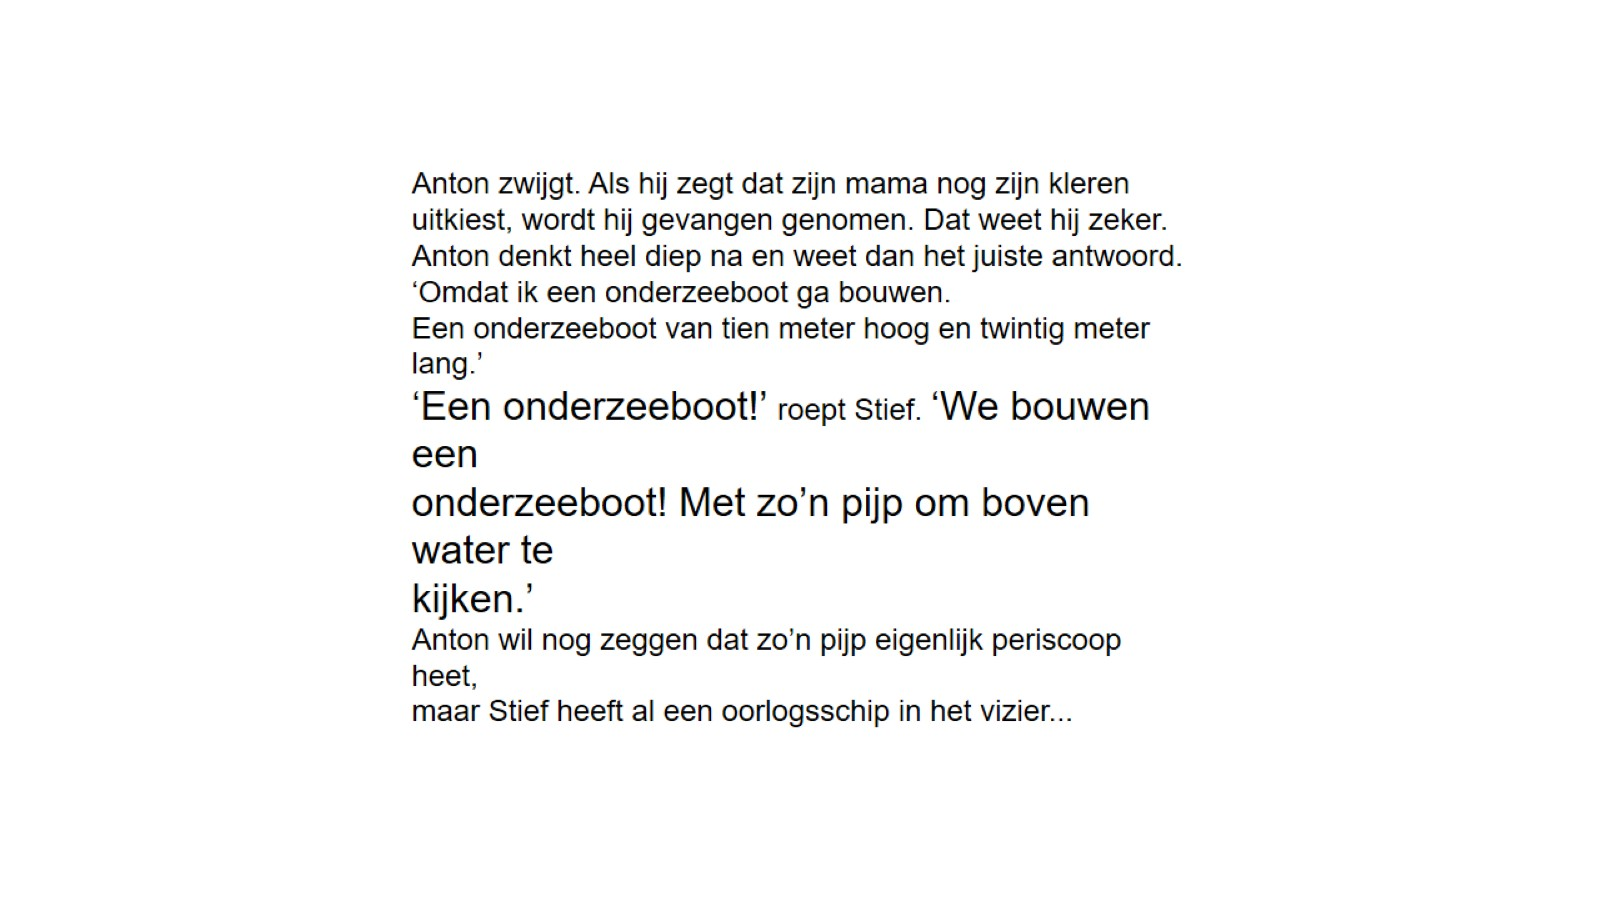 Anton zwijgt. Als hij zegt dat zijn mama nog zijn kleren
uitkiest, wordt hij gevangen genomen. Dat weet hij zeker.
Anton denkt heel diep na en weet dan het juiste antwoord.
‘Omdat ik een onderzeeboot ga bouwen.
Een onderzeeboot van tien meter hoog en twintig meter
lang.’
‘Een onderzeeboot!’ roept Stief. ‘We bouwen
een
onderzeeboot! Met zo’n pijp om boven
water te
kijken.’
Anton wil nog zeggen dat zo’n pijp eigenlijk periscoop
heet,
maar Stief heeft al een oorlogsschip in het vizier...